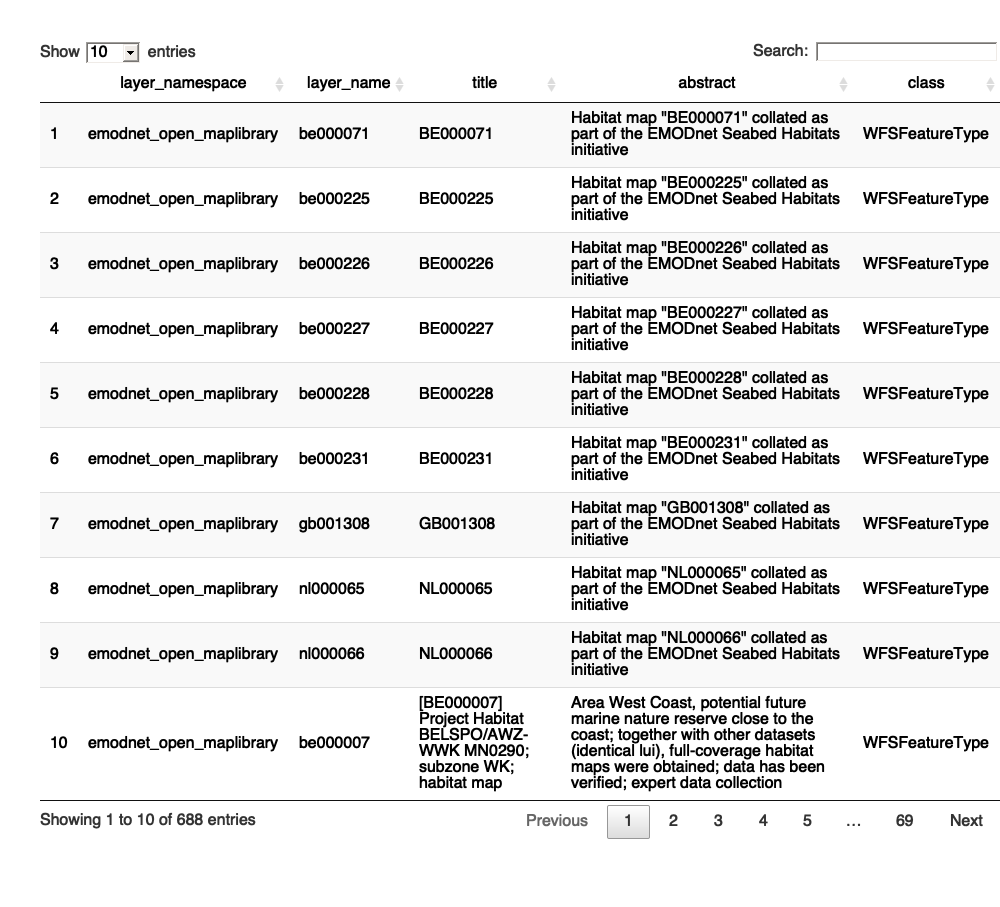 Show 10 entries Search:
layer_namespace layer_name title abstract class
1 emodnet_open_maplibrary be000071 BE000071 Habitat map "BE000071" collated as
part of the EMODnet Seabed Habitats
initiative WFSFeatureType
2 emodnet_open_maplibrary be000225 BE000225 Habitat map "BE000225" collated as
part of the EMODnet Seabed Habitats
initiative WFSFeatureType
3 emodnet_open_maplibrary be000226 BE000226 Habitat map "BE000226" collated as
part of the EMODnet Seabed Habitats
initiative WFSFeatureType
4 emodnet_open_maplibrary be000227 BE000227 Habitat map "BE000227" collated as
part of the EMODnet Seabed Habitats
initiative WFSFeatureType
5 emodnet_open_maplibrary be000228 BE000228 Habitat map "BE000228" collated as
part of the EMODnet Seabed Habitats
initiative WFSFeatureType
6 emodnet_open_maplibrary be000231 BE000231 Habitat map "BE000231" collated as
part of the EMODnet Seabed Habitats
initiative WFSFeatureType
7 emodnet_open_maplibrary gb001308 GB001308 Habitat map "GB001308" collated as
part of the EMODnet Seabed Habitats
initiative WFSFeatureType
8 emodnet_open_maplibrary nl000065 NL000065 Habitat map "NL000065" collated as
part of the EMODnet Seabed Habitats
initiative WFSFeatureType
9 emodnet_open_maplibrary nl000066 NL000066 Habitat map "NL000066" collated as
part of the EMODnet Seabed Habitats
initiative WFSFeatureType
10 emodnet_open_maplibrary be000007 [BE000007]
Project Habitat
BELSPO/AWZ-
WWK MN0290;
subzone WK;
habitat map
Area West Coast, potential future
marine nature reserve close to the
coast; together with other datasets
(identical lui), full-coverage habitat
maps were obtained; data has been
verified; expert data collection
WFSFeatureType
Showing 1 to 10 of 688 entries Previous 1 2 3 4 5 … 69 Next